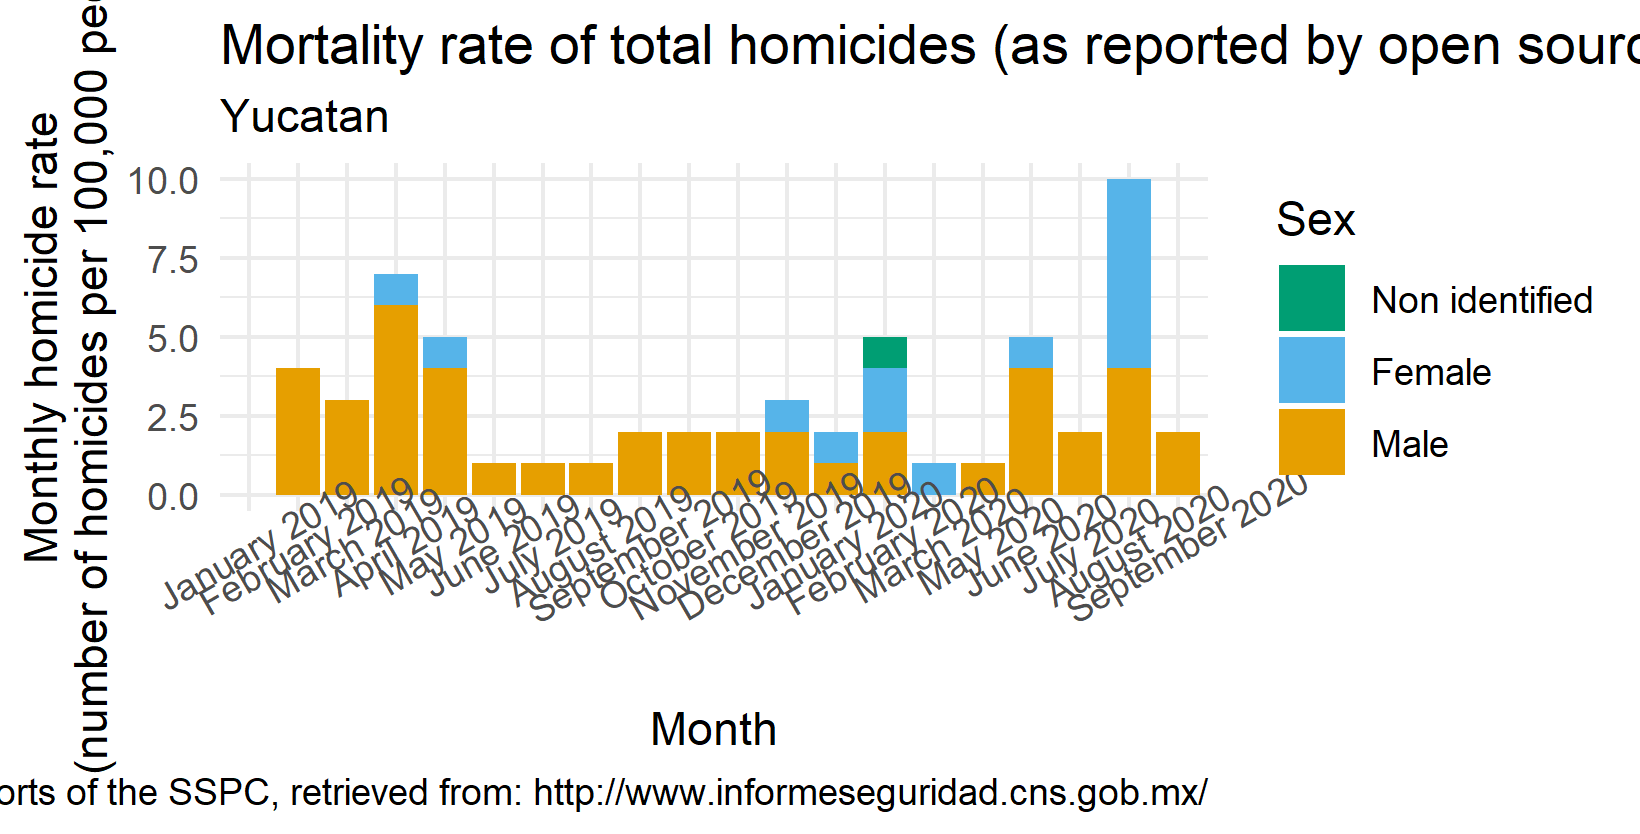 Mortality rate of total homicides (as reported by open sourc
Yucatan
Monthly homicide rate
(number of homicides per 100,000 peo
10.0
7.5
5.0
2.5
0.0
January 2019
February 2019
March 2019
April 2019
May 2019
June 2019
July 2019
August 2019
September 2019
October 2019
November 2019
December 2019
January 2020
February 2020
March 2020
May 2020
June 2020
July 2020
August 2020
September 2020
Month
Sex
Non identified
Female
Male
orts of the SSPC, retrieved from: http://www.informeseguridad.cns.gob.mx/